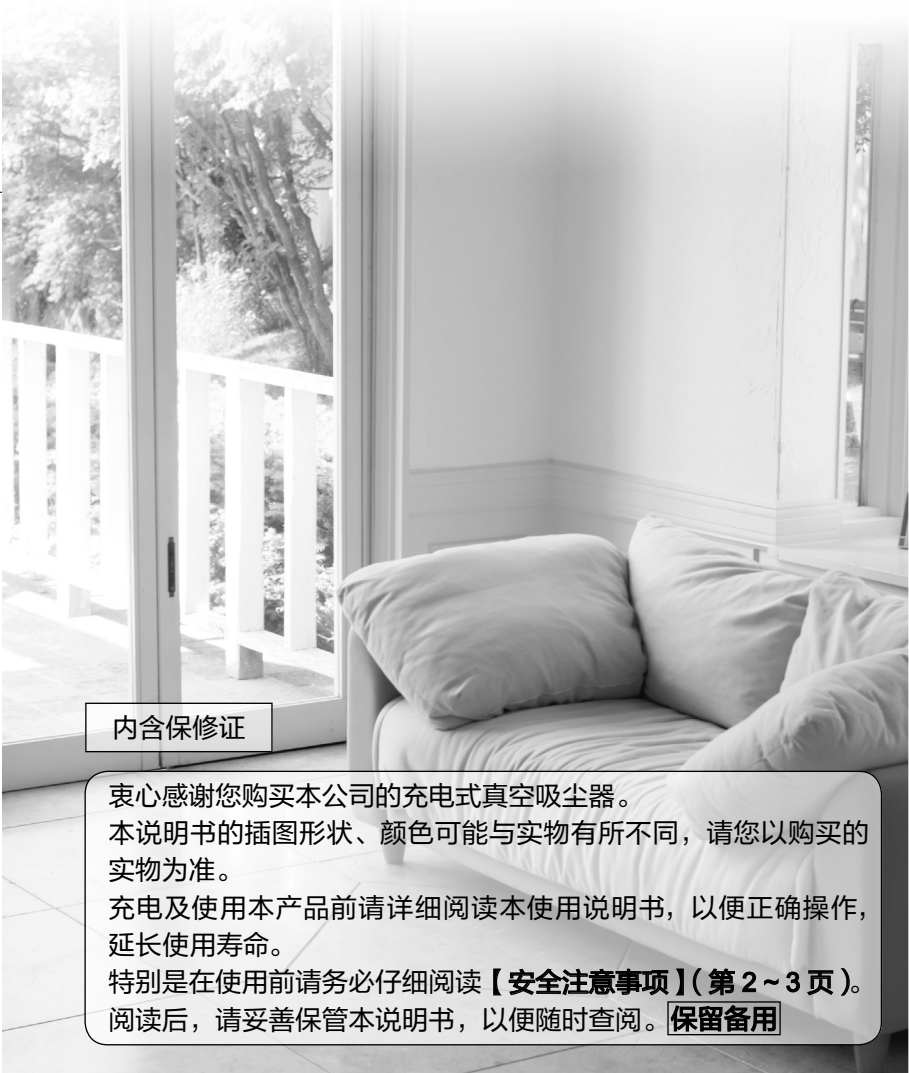 内含保修证
衷心感谢您购买本公司的充电式真空吸尘器。
本说明书的插图形状、颜色可能与实物有所不同，请您以购买的
实物为准。
充电及使用本产品前请详细阅读本使用说明书，以便正确操作，
延长使用寿命。
特别是在使用前请务必仔细阅读【安全注意事项】（第2~3页）。
阅读后，请妥善保管本说明书，以便随时查阅。保留备用